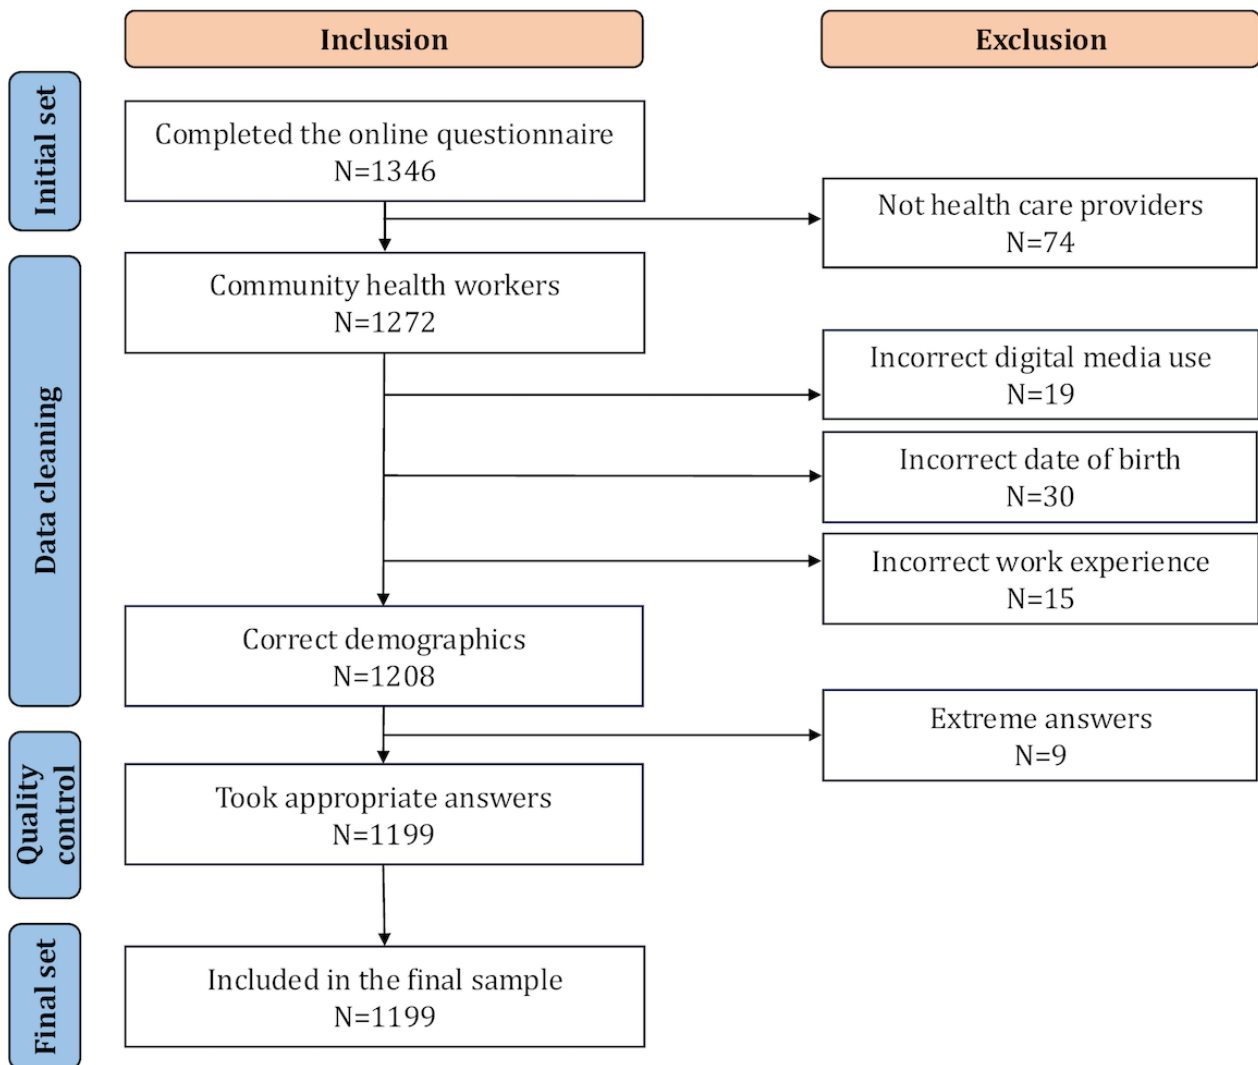 Inclusion
Exclusion
Initial set
Completed the online questionnaire
N=1346
Not health care providers
N=74
Data cleaning
Community health workers
N=1272
Incorrect digital media use
N=19
Incorrect date of birth
N=30
Incorrect work experience
N=15
Correct demographics
N=1208
Extreme answers
N=9
Quality
control
Took appropriate answers
N=1199
Final set
Included in the final sample
N=1199